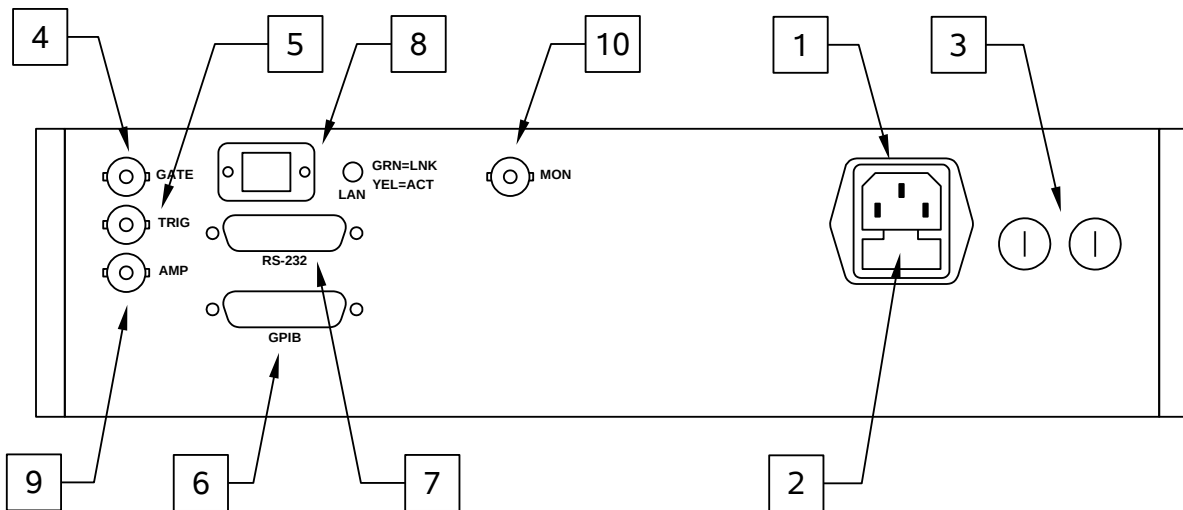 4
5
8
10
1
3
GATE
GRN=LNK
YEL=ACT
LAN
MON
TRIG
RS-232
AMP
GPIB
9
6
7
2